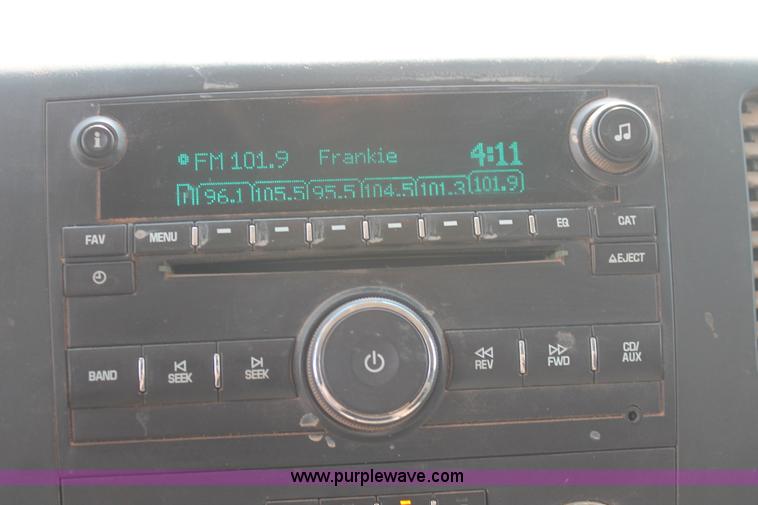 FM 101.9 Frankie 4:11
96.1 105.5 95.5 104.5 101.3 101.9
FAV MENU EQ CAT
EJECT
BAND SEEK SEEK REV FWD CD/AUX
www.purplewave.com